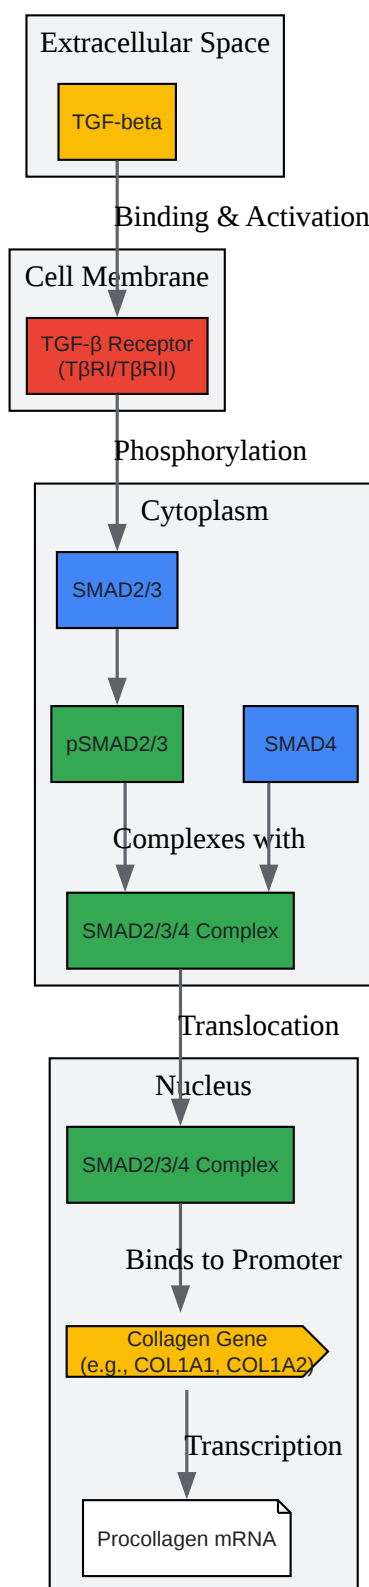 Extracellular Space
TGF-beta
Binding & Activation
Cell Membrane
TGF-β Receptor
(TβRI/TβRII)
Phosphorylation
Cytoplasm
SMAD2/3
pSMAD2/3
SMAD4
Complexes with
SMAD2/3/4 Complex
Translocation
Nucleus
SMAD2/3/4 Complex
Binds to Promoter
Collagen Gene
(e.g., COL1A1, COL1A2)
Transcription
Procollagen mRNA